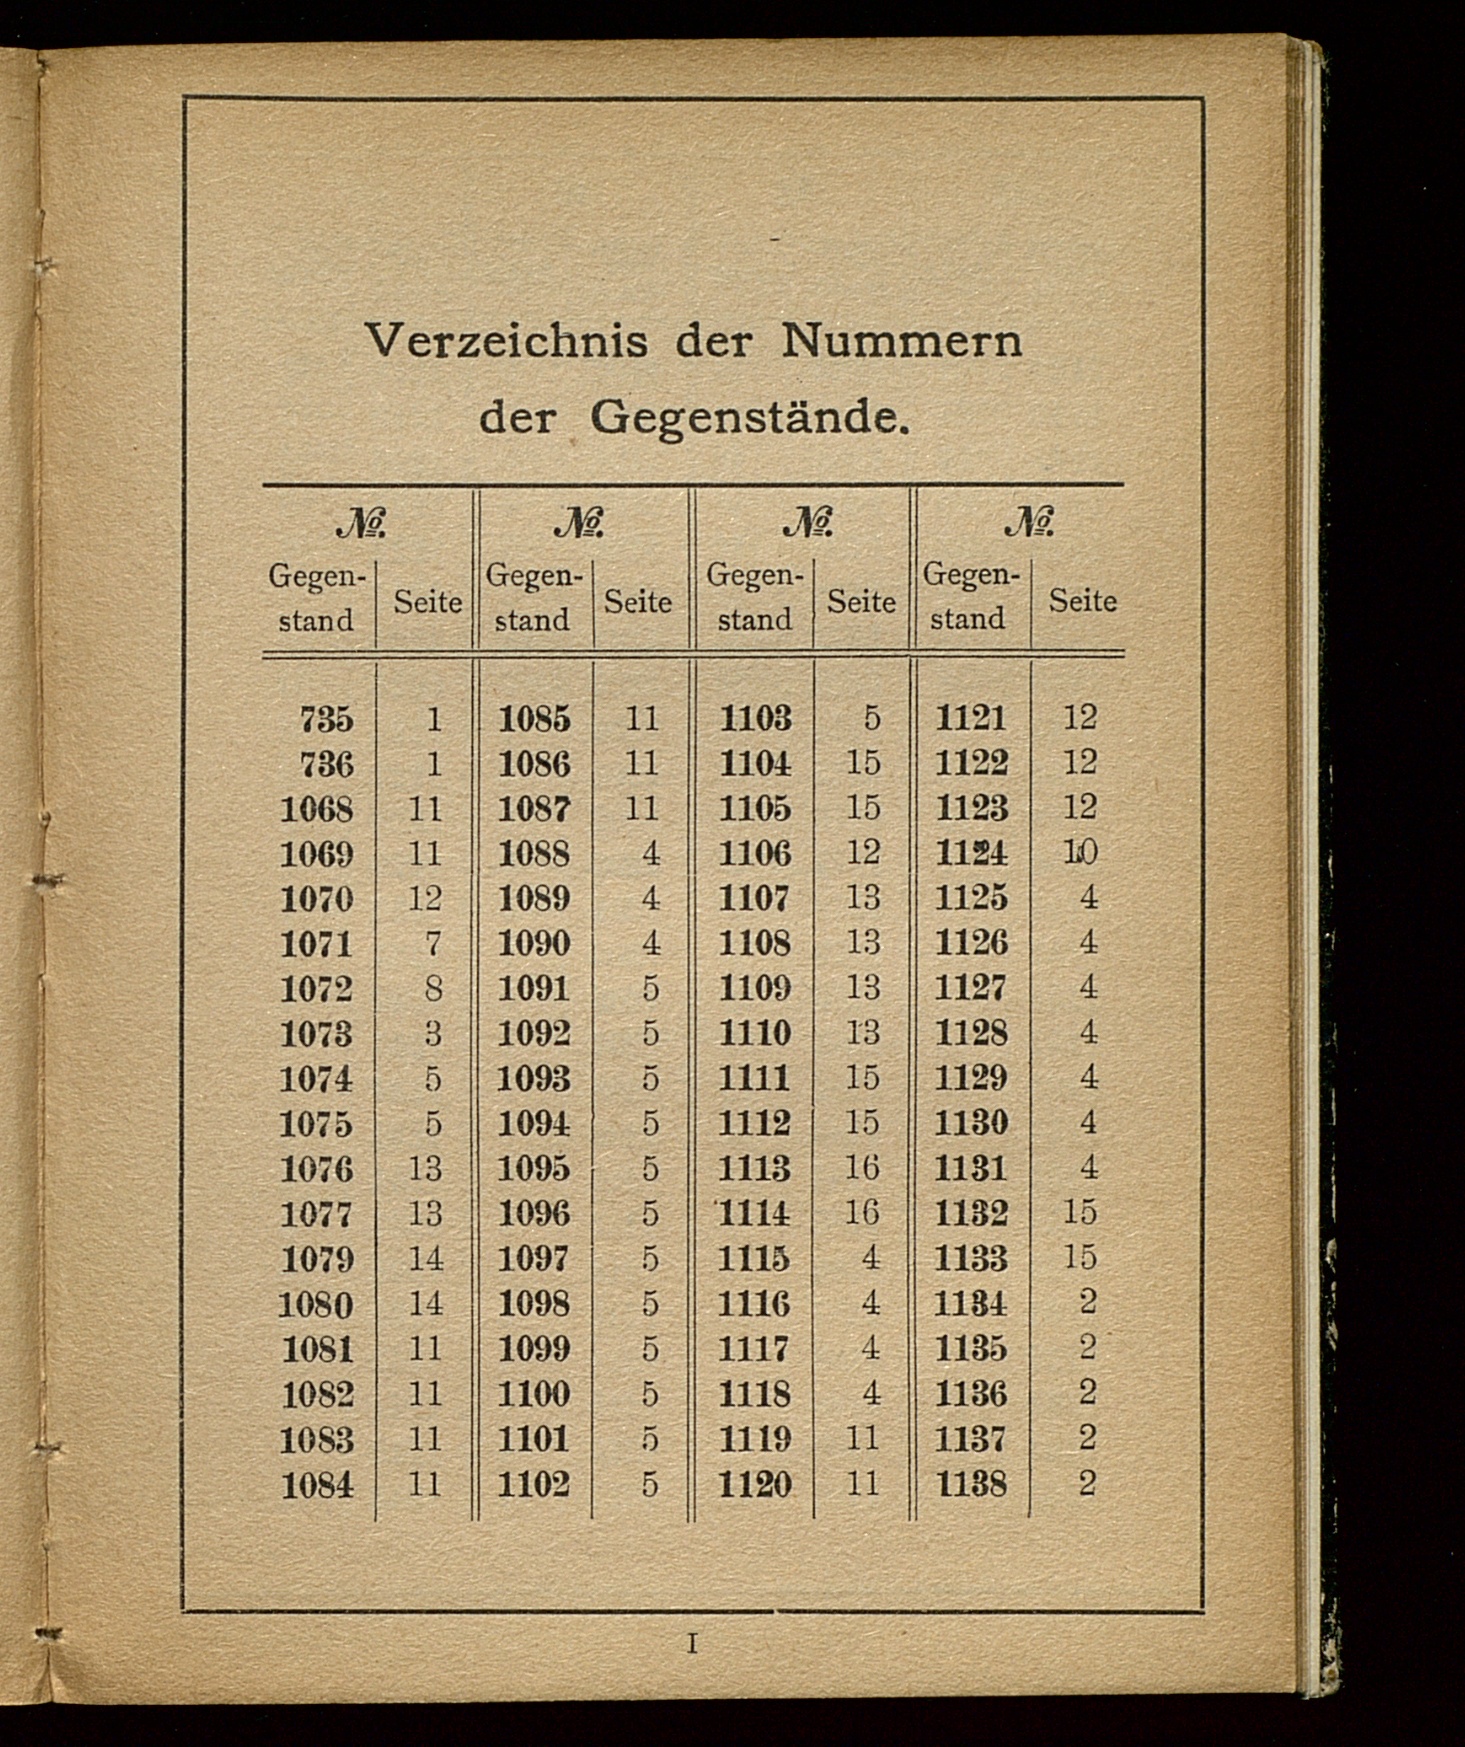 Verzeichnis der Nummern
der Gegenstände.
№. №. №. №.
Gegen- Gegen- Gegen- Gegen-
stand Seite stand Seite stand Seite stand Seite
735 1 1085 11 1103 5 1121 12
736 1 1086 11 1104 15 1122 12
1068 11 1087 11 1105 15 1123 12
1069 11 1088 4 1106 12 1124 10
1070 12 1089 4 1107 13 1125 4
1071 7 1090 4 1108 13 1126 4
1072 8 1091 5 1109 13 1127 4
1073 3 1092 5 1110 13 1128 4
1074 5 1093 5 1111 15 1129 4
1075 5 1094 5 1112 15 1130 4
1076 13 1095 5 1113 16 1131 4
1077 13 1096 5 1114 16 1132 15
1079 14 1097 5 1115 4 1133 15
1080 14 1098 5 1116 4 1134 2
1081 11 1099 5 1117 4 1135 2
1082 11 1100 5 1118 4 1136 2
1083 11 1101 5 1119 11 1137 2
1084 11 1102 5 1120 11 1138 2
I